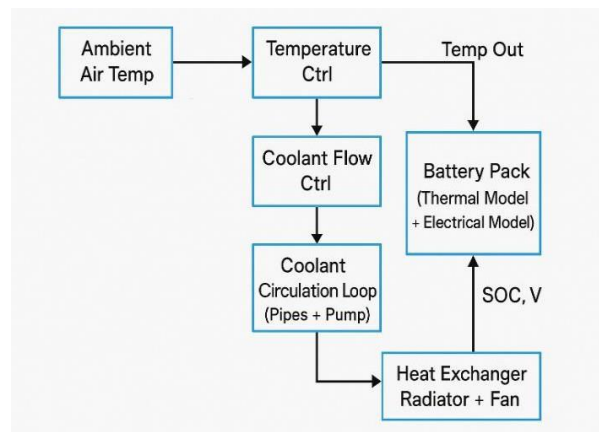 Ambient
Air Temp
Temperature
Ctrl
Temp Out
Coolant Flow
Ctrl
Battery Pack
(Thermal Model
+ Electrical Model)
Coolant
Circulation Loop
(Pipes + Pump)
SOC, V
Heat Exchanger
Radiator + Fan